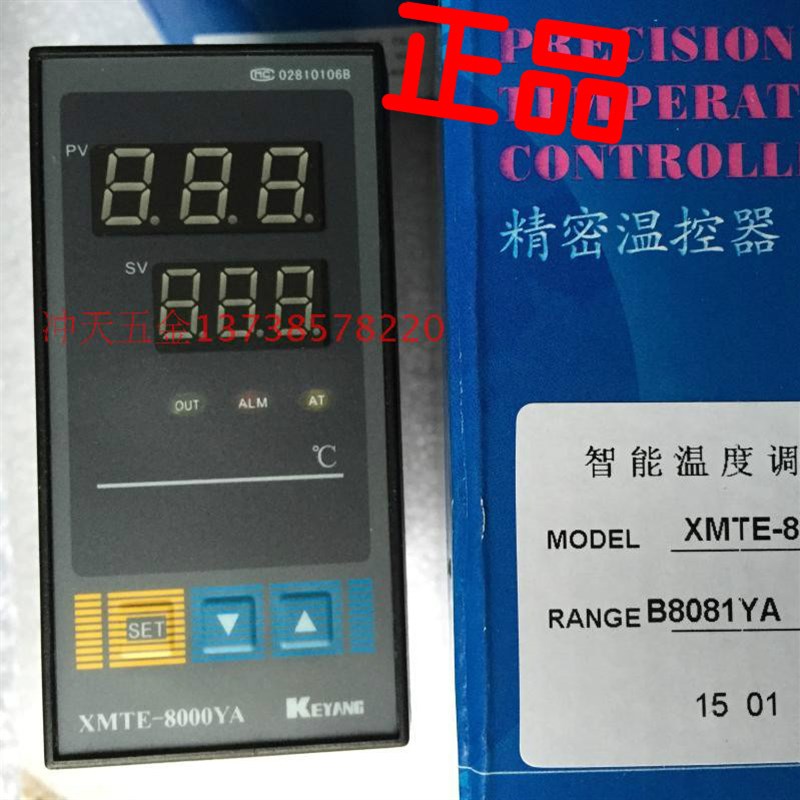 MC 02810106B
PV
SV
冲天五金13738578220
OUT ALM AT
℃
SET
XMTE-8000YA KEYANG
正品
PRECISION
CONTROLL
精密温控器
智能温度调
MODEL XMTE-8
RANGE B8081YA
15 01